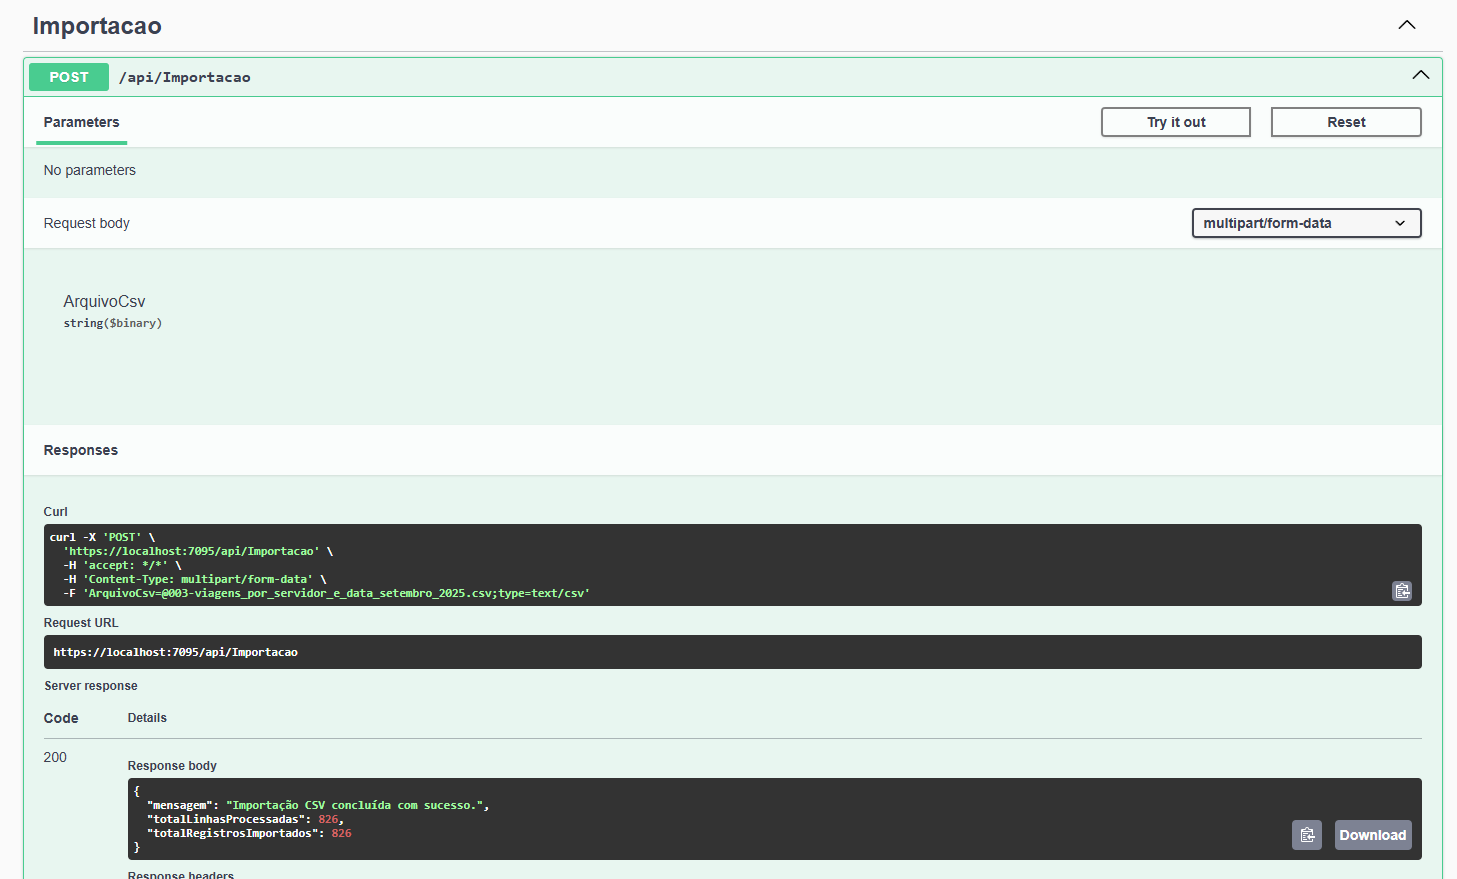 Importacao
POST /api/Importacao
Parameters
Try it out
Reset
No parameters
Request body
multipart/form-data
ArquivoCsv
string($binary)
Responses
Curl
curl -X 'POST' \
  'https://localhost:7095/api/Importacao' \
  -H 'accept: */*' \
  -H 'Content-Type: multipart/form-data' \
  -F 'ArquivoCsv=@003-viagens_por_servidor_e_data_setembro_2025.csv;type=text/csv'
Request URL
https://localhost:7095/api/Importacao
Server response
Code Details
200
Response body
{
  "mensagem": "Importação CSV concluída com sucesso.",
  "totalLinhasProcessadas": 826,
  "totalRegistrosImportados": 826
}
Download
Response headers